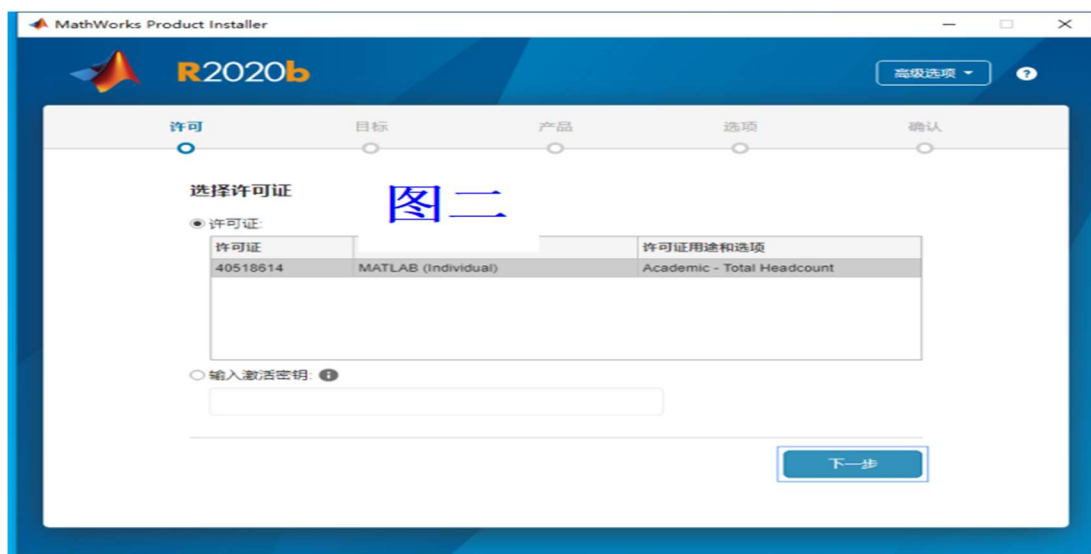 MathWorks Product Installer
R2020b
高级选项
许可 目标 产品 选项 确认
选择许可证
图二
许可证:
许可证 许可证用途和选项
40518614 MATLAB (Individual) Academic - Total Headcount
输入激活密钥:
下一步